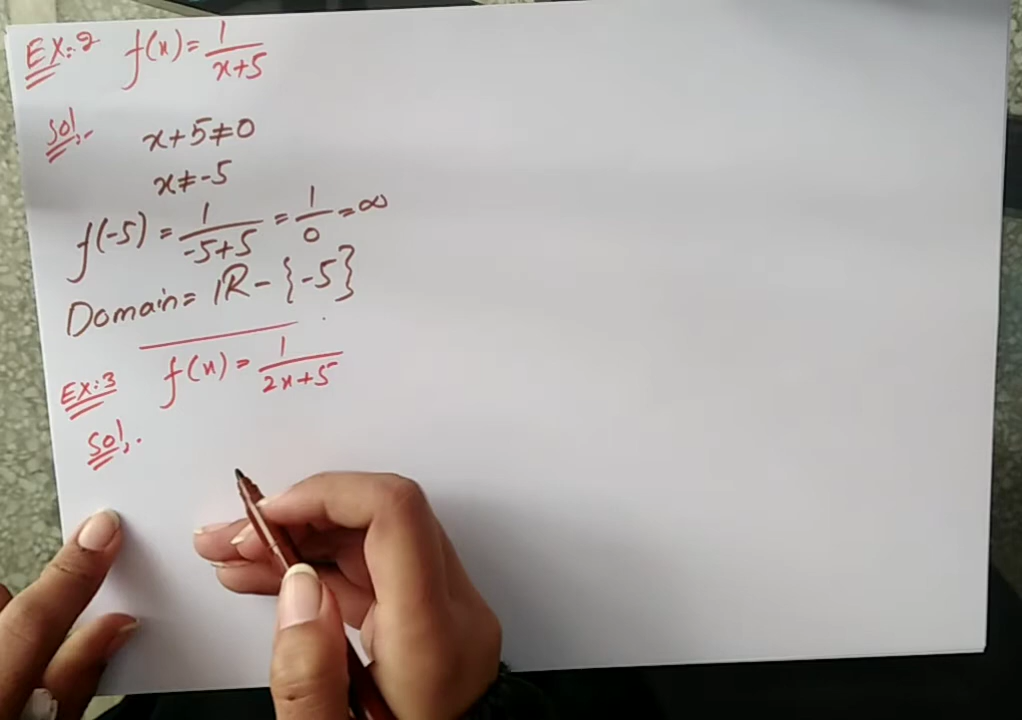 EX:2 f(x)=1/x+5
Sol,-
x+5≠0
x≠-5
f(-5)=1/-5+5=1/0=∞
Domain=ℝ-{-5}
EX:3 f(x)=1/2x+5
Sol,.